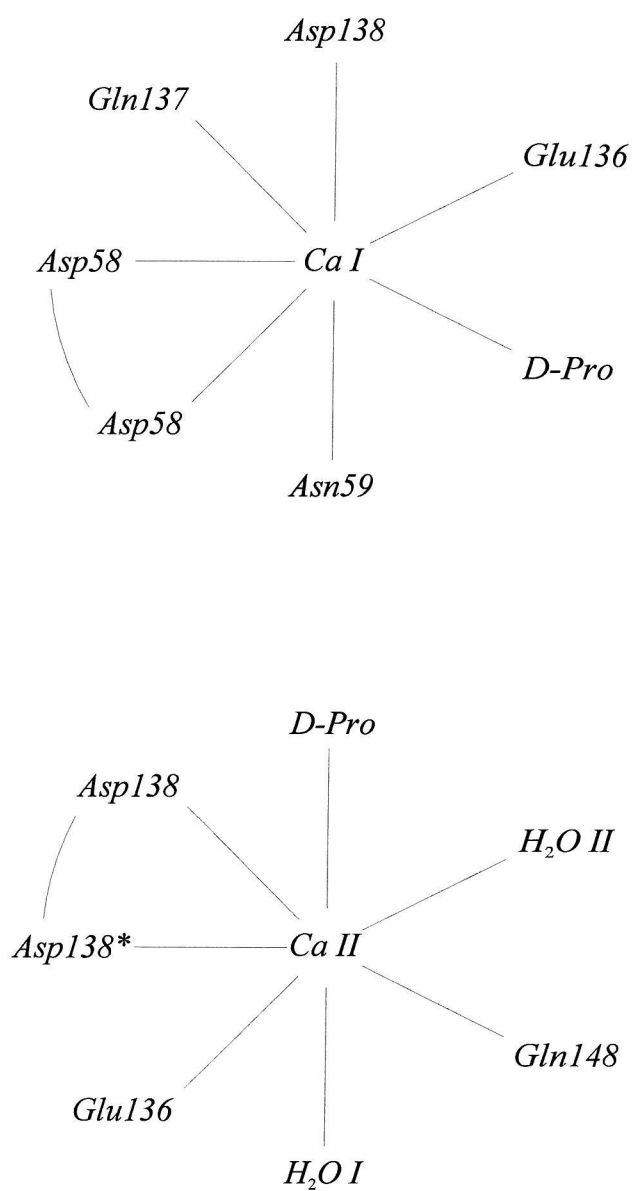 Asp138
Gln137
Glu136
Asp58
Ca I
D-Pro
Asp58
Asn59
D-Pro
Asp138
H₂O II
Asp138*
Ca II
Gln148
Glu136
H₂O I